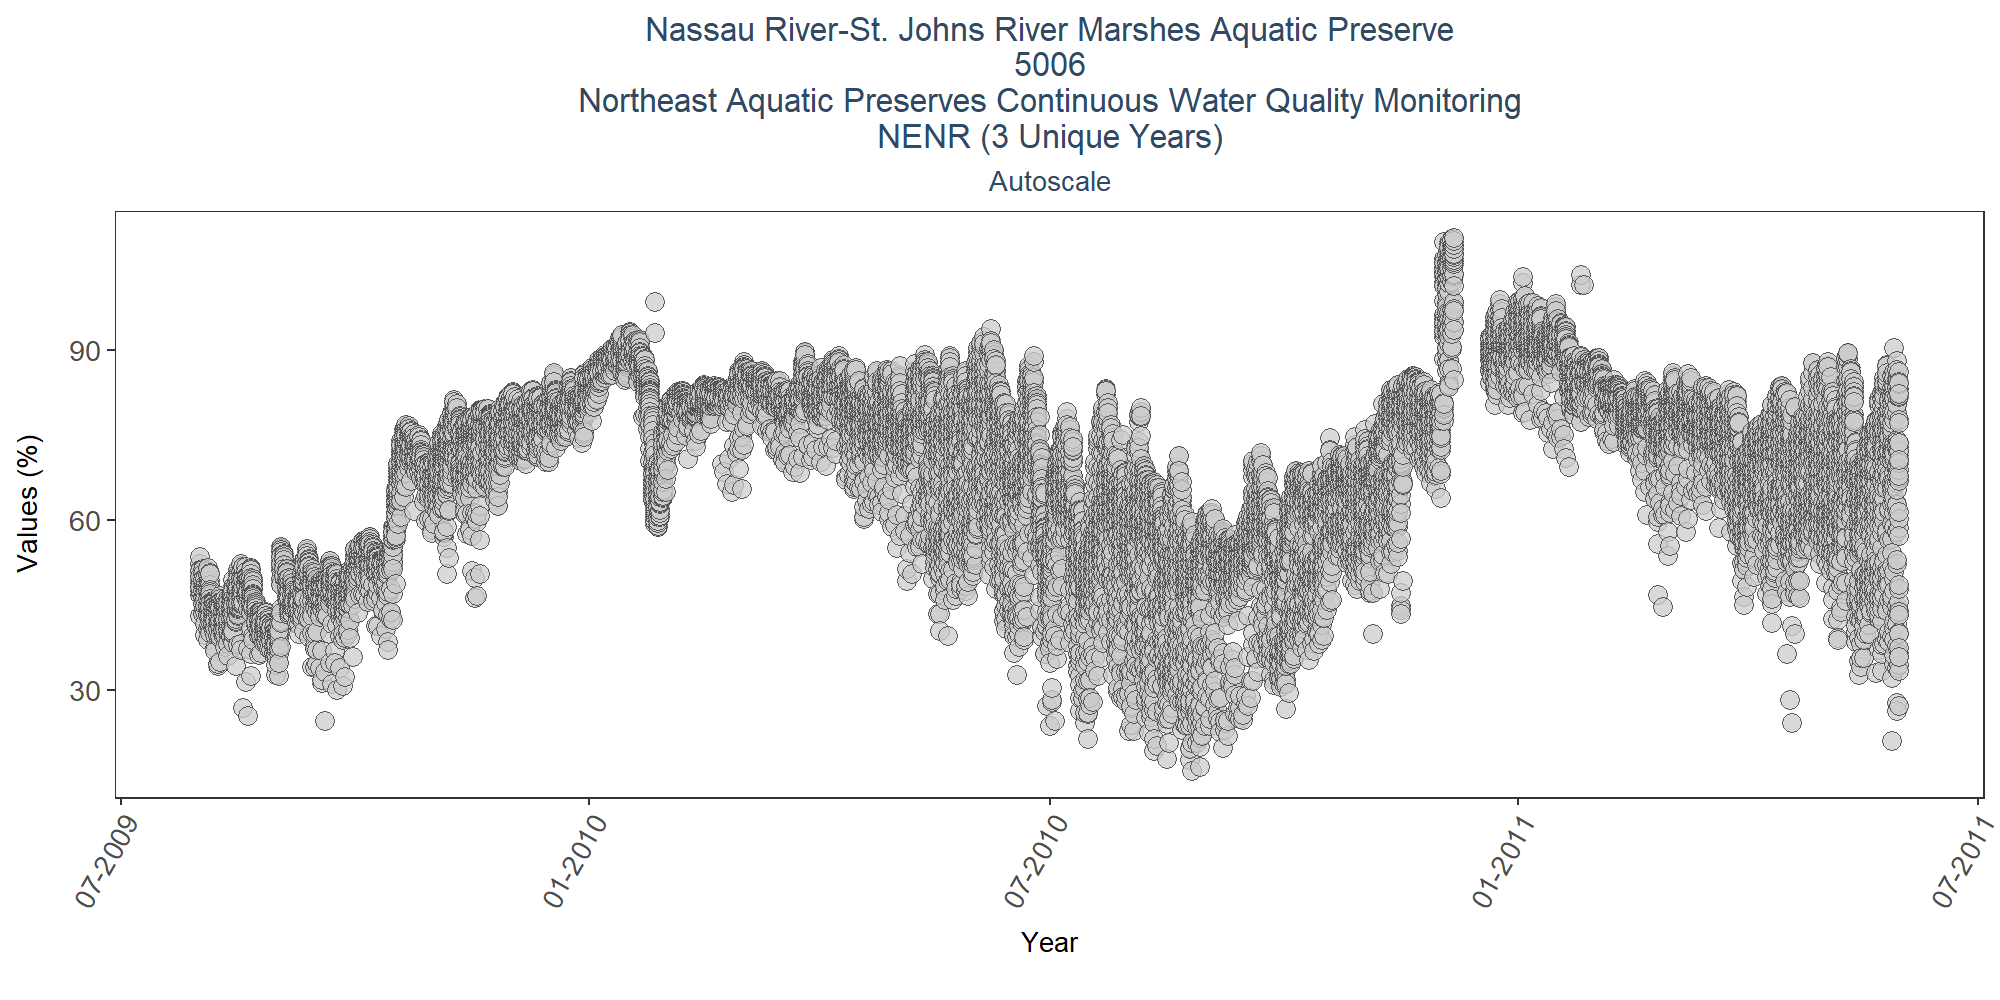 Nassau River-St. Johns River Marshes Aquatic Preserve
5006
Northeast Aquatic Preserves Continuous Water Quality Monitoring
NENR (3 Unique Years)
Autoscale
Values (%)
90
60
30
07-2009
01-2010
07-2010
01-2011
07-2011
Year